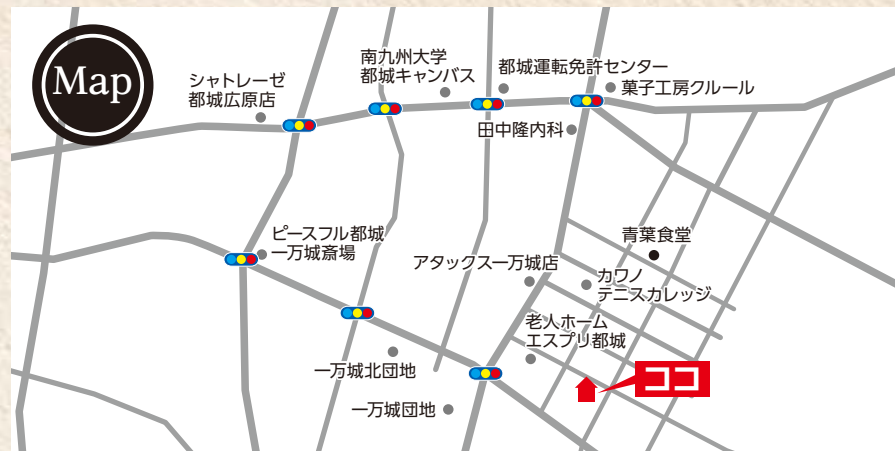 Map
シャトレーゼ
都城広原店
南九州大学
都城キャンパス
都城運転免許センター
菓子工房クルール
田中隆内科
ピースフル都城
一万城斎場
アタックス一万城店
青葉食堂
カワノ
テニスカレッジ
老人ホーム
エスプリ都城
一万城北団地
一万城団地
ココ